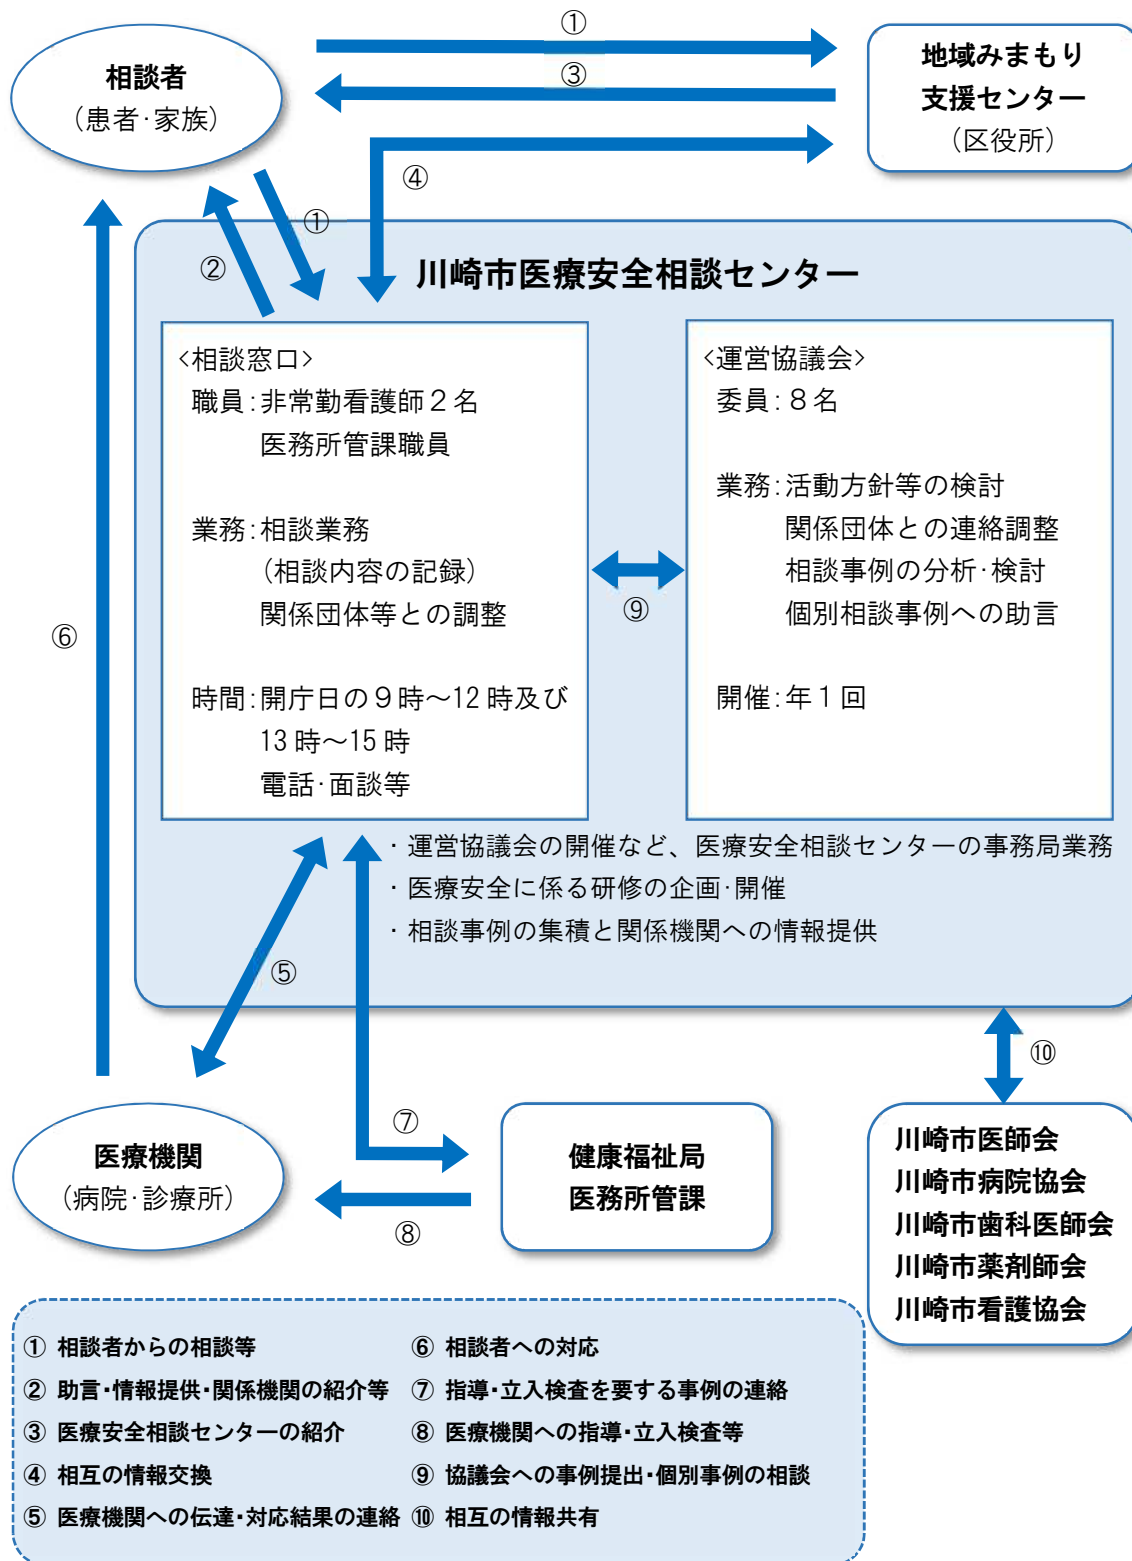 ①
相談者
(患者・家族)
③
地域みまもり
支援センター
(区役所)
④
①
②
川崎市医療安全相談センター
<相談窓口>
職員:非常勤看護師2名
医務所管課職員
業務:相談業務
(相談内容の記録)
関係団体等との調整
時間:開庁日の9時～12時及び
13時～15時
電話・面談等
<運営協議会>
委員:8名
業務:活動方針等の検討
関係団体との連絡調整
相談事例の分析・検討
個別相談事例への助言
開催:年1回
⑨
⑥
・運営協議会の開催など、医療安全相談センターの事務局業務
・医療安全に係る研修の企画・開催
・相談事例の集積と関係機関への情報提供
⑤
⑩
⑦
医療機関
(病院・診療所)
⑧
健康福祉局
医務所管課
川崎市医師会
川崎市病院協会
川崎市歯科医師会
川崎市薬剤師会
川崎市看護協会
① 相談者からの相談等
② 助言・情報提供・関係機関の紹介等
③ 医療安全相談センターの紹介
④ 相互の情報交換
⑤ 医療機関への伝達・対応結果の連絡
⑥ 相談者への対応
⑦ 指導・立入検査を要する事例の連絡
⑧ 医療機関への指導・立入検査等
⑨ 協議会への事例提出・個別事例の相談
⑩ 相互の情報共有